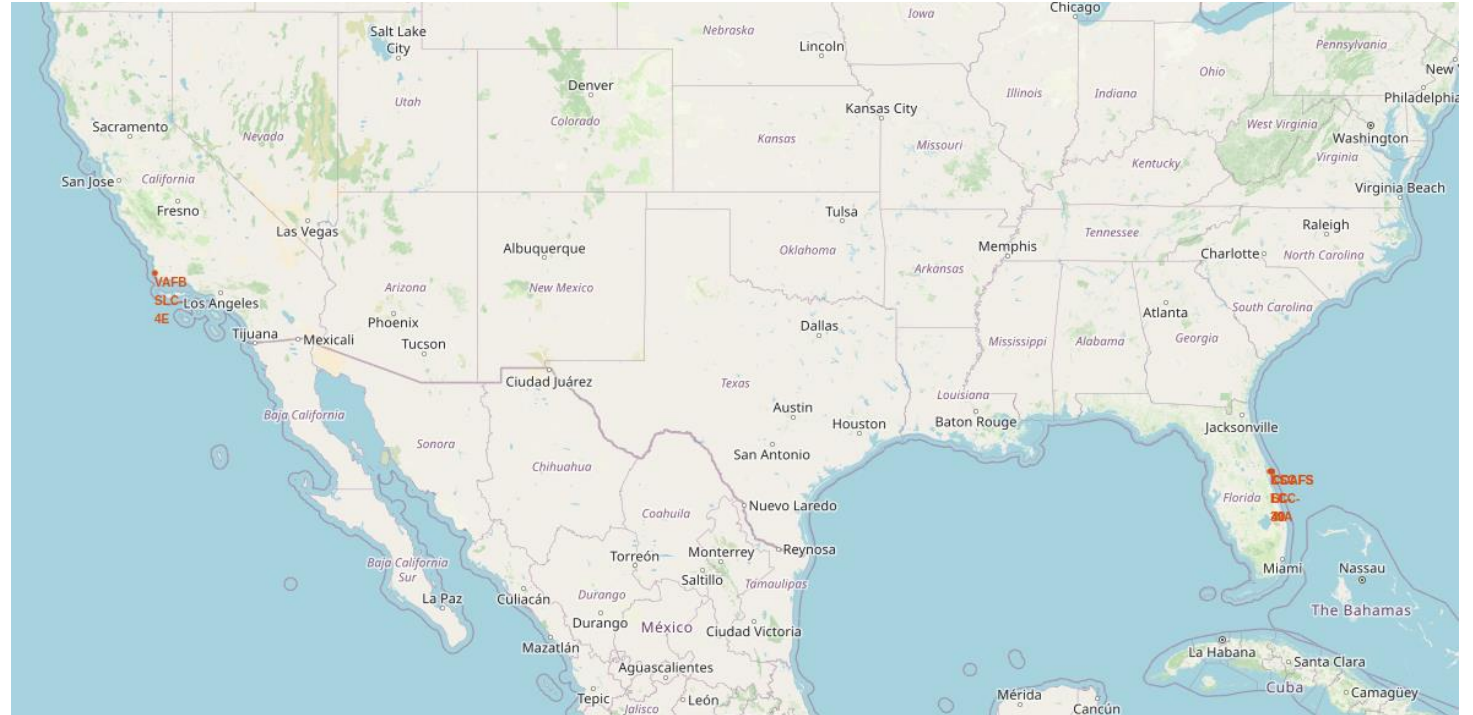 Chicago
Iowa
Salt Lake
City
Nebraska
Lincoln
Pennsylvania
New
Denver
Ohio
Utah
Illinois
Indiana
Philadelphia
Kansas City
Colorado
Sacramento
Nevada
Kansas
Missouri
West Virginia
Washington
Virginia
Kentucky
San Jose
California
Virginia Beach
Fresno
Las Vegas
Tulsa
Raleigh
Tennessee
Albuquerque
Oklahoma
Memphis
Charlotte
North Carolina
Arkansas
VAFB
SLC-
4E
Los Angeles
Arizona
New Mexico
South Carolina
Atlanta
Phoenix
Dallas
Tijuana
Mexicali
Tucson
Mississippi
Alabama
Georgia
Ciudad Juárez
Texas
Louisiana
Baja California
Austin
Houston
Baton Rouge
Jacksonville
Sonora
San Antonio
Chihuahua
Florida
Nuevo Laredo
Coahuila
Torreón
Monterrey
Reynosa
Saltillo
Tamaulipas
Baja California
Sur
Miami
Nassau
La Paz
Culiacán
Durango
The Bahamas
Durango
México
Ciudad Victoria
Mazatlán
La Habana
Santa Clara
Aguascalientes
Cuba
Camagüey
Tepic
León
Jalisco
Mérida
Cancún